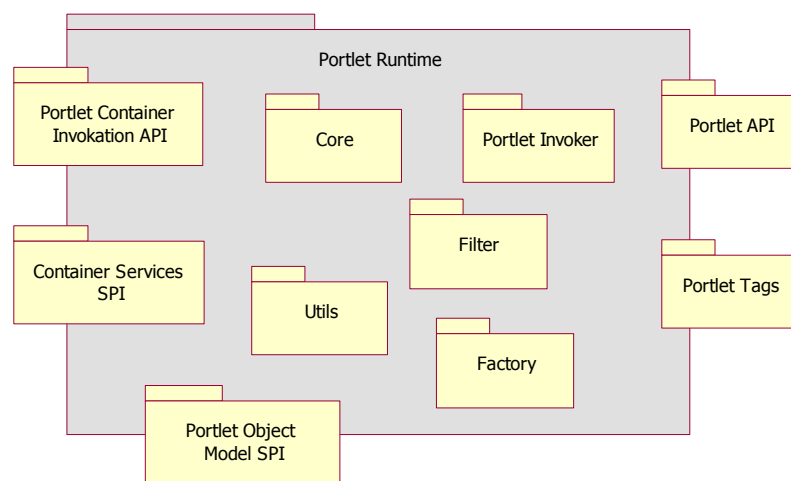 Portlet Runtime
Portlet Container
Invokation API
Core
Portlet Invoker
Portlet API
Filter
Container Services
SPI
Utils
Portlet Tags
Factory
Portlet Object
Model SPI